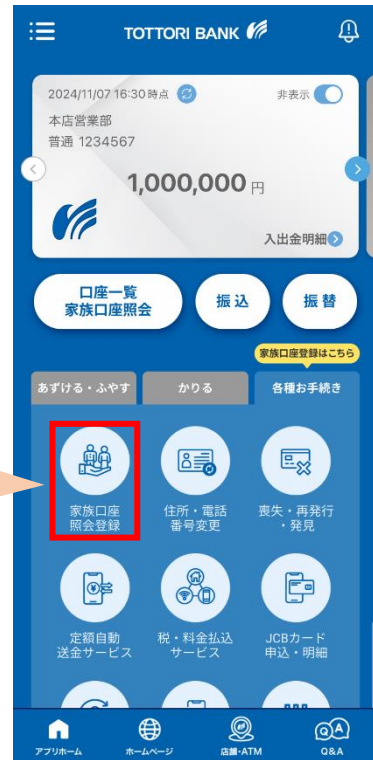 TOTTORI BANK
2024/11/07 16:30 時点
非表示
本店営業部
普通 1234567
1,000,000 円
入出金明細
口座一覧
家族口座照会
振込
振替
家族口座登録はこちら
あずける・ふやす
かりる
各種お手続き
家族口座
照会登録
住所・電話
番号変更
喪失・再発行
・発見
定額自動
送金サービス
税・料金払込
サービス
JCBカード
申込・明細
アプリホーム
ホームページ
店舗・ATM
Q A
Q&A